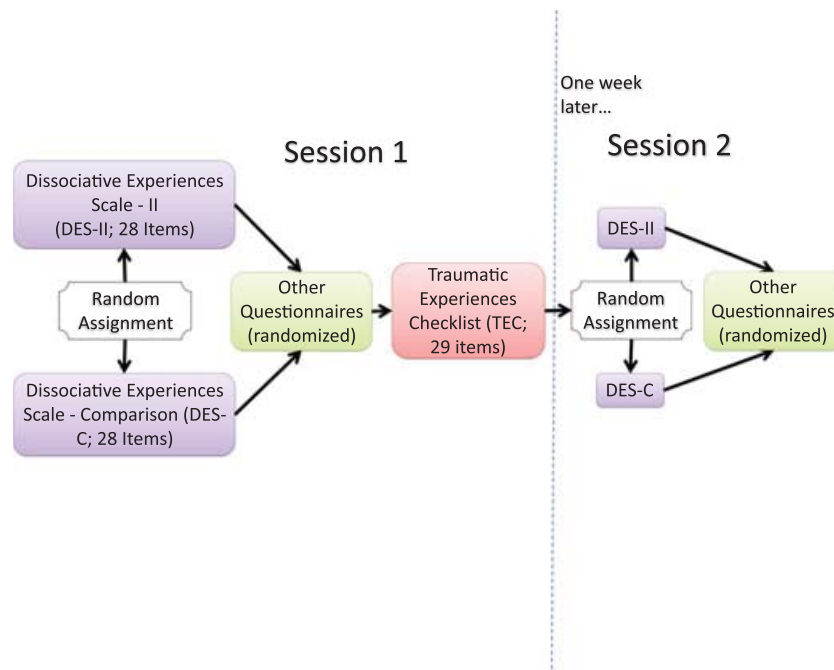 Session 1
Dissociative Experiences
Scale - II
(DES-II; 28 Items)
Random
Assignment
Dissociative Experiences
Scale - Comparison (DES-
C; 28 Items)
Other
Questionnaires
(randomized)
Traumatic
Experiences
Checklist (TEC;
29 items)
One week
later...
Session 2
DES-II
Random
Assignment
DES-C
Other
Questionnaires
(randomized)